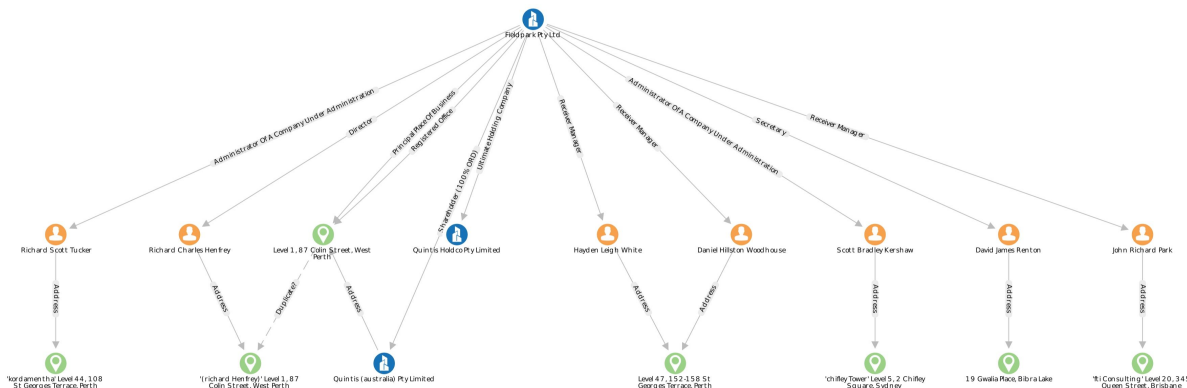 Fieldpark Pty Ltd
Administrator Of A Company Under Administration
Director
Principal Place Of Business
Registered Office
Shareholder (100% ORD)
Ultimate Holding Company
Receiver Manager
Receiver Manager
Administrator Of A Company Under Administration
Secretary
Receiver Manager
Richard Scott Tucker
Richard Charles Henfrey
Level 1, 87 Colin Street, West
Perth
Quintis Holdco Pty Limited
Hayden Leigh White
Daniel Hillston Woodhouse
Scott Bradley Kershaw
David James Renton
John Richard Park
Address
Address
Duplicate?
Address
Address
Address
Address
Address
Address
'kordamentha' Level 44, 108
St Georges Terrace, Perth
'(richard Henfrey)' Level 1, 87
Colin Street, West Perth
Quintis (australia) Pty Limited
Level 47, 152-158 St
Georges Terrace, Perth
'chifley Tower' Level 5, 2 Chifley
Square, Sydney
19 Gwalia Place, Bibra Lake
'fti Consulting' Level 20, 345
Queen Street, Brisbane